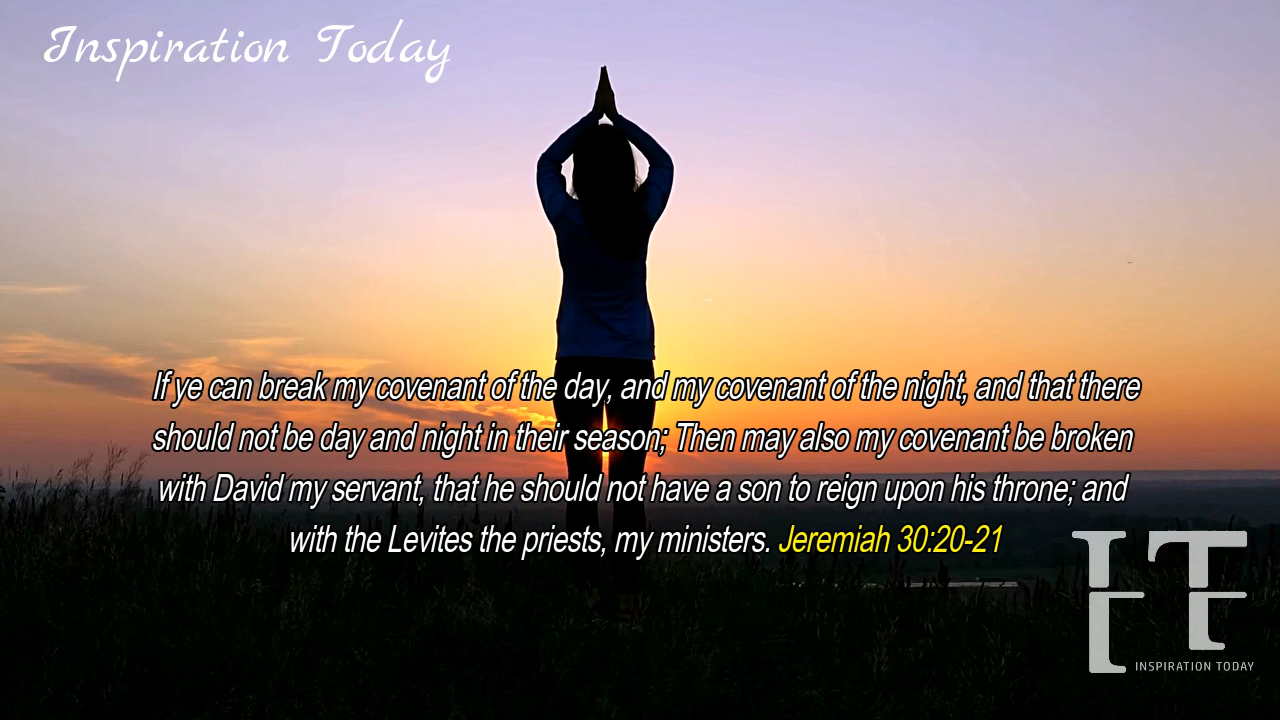 Inspiration Today
If ye can break my covenant of the day, and my covenant of the night, and that there
should not be day and night in their season; Then may also my covenant be broken
with David my servant, that he should not have a son to reign upon his throne; and
with the Levites the priests, my ministers. Jeremiah 30:20-21
IT
INSPIRATION TODAY